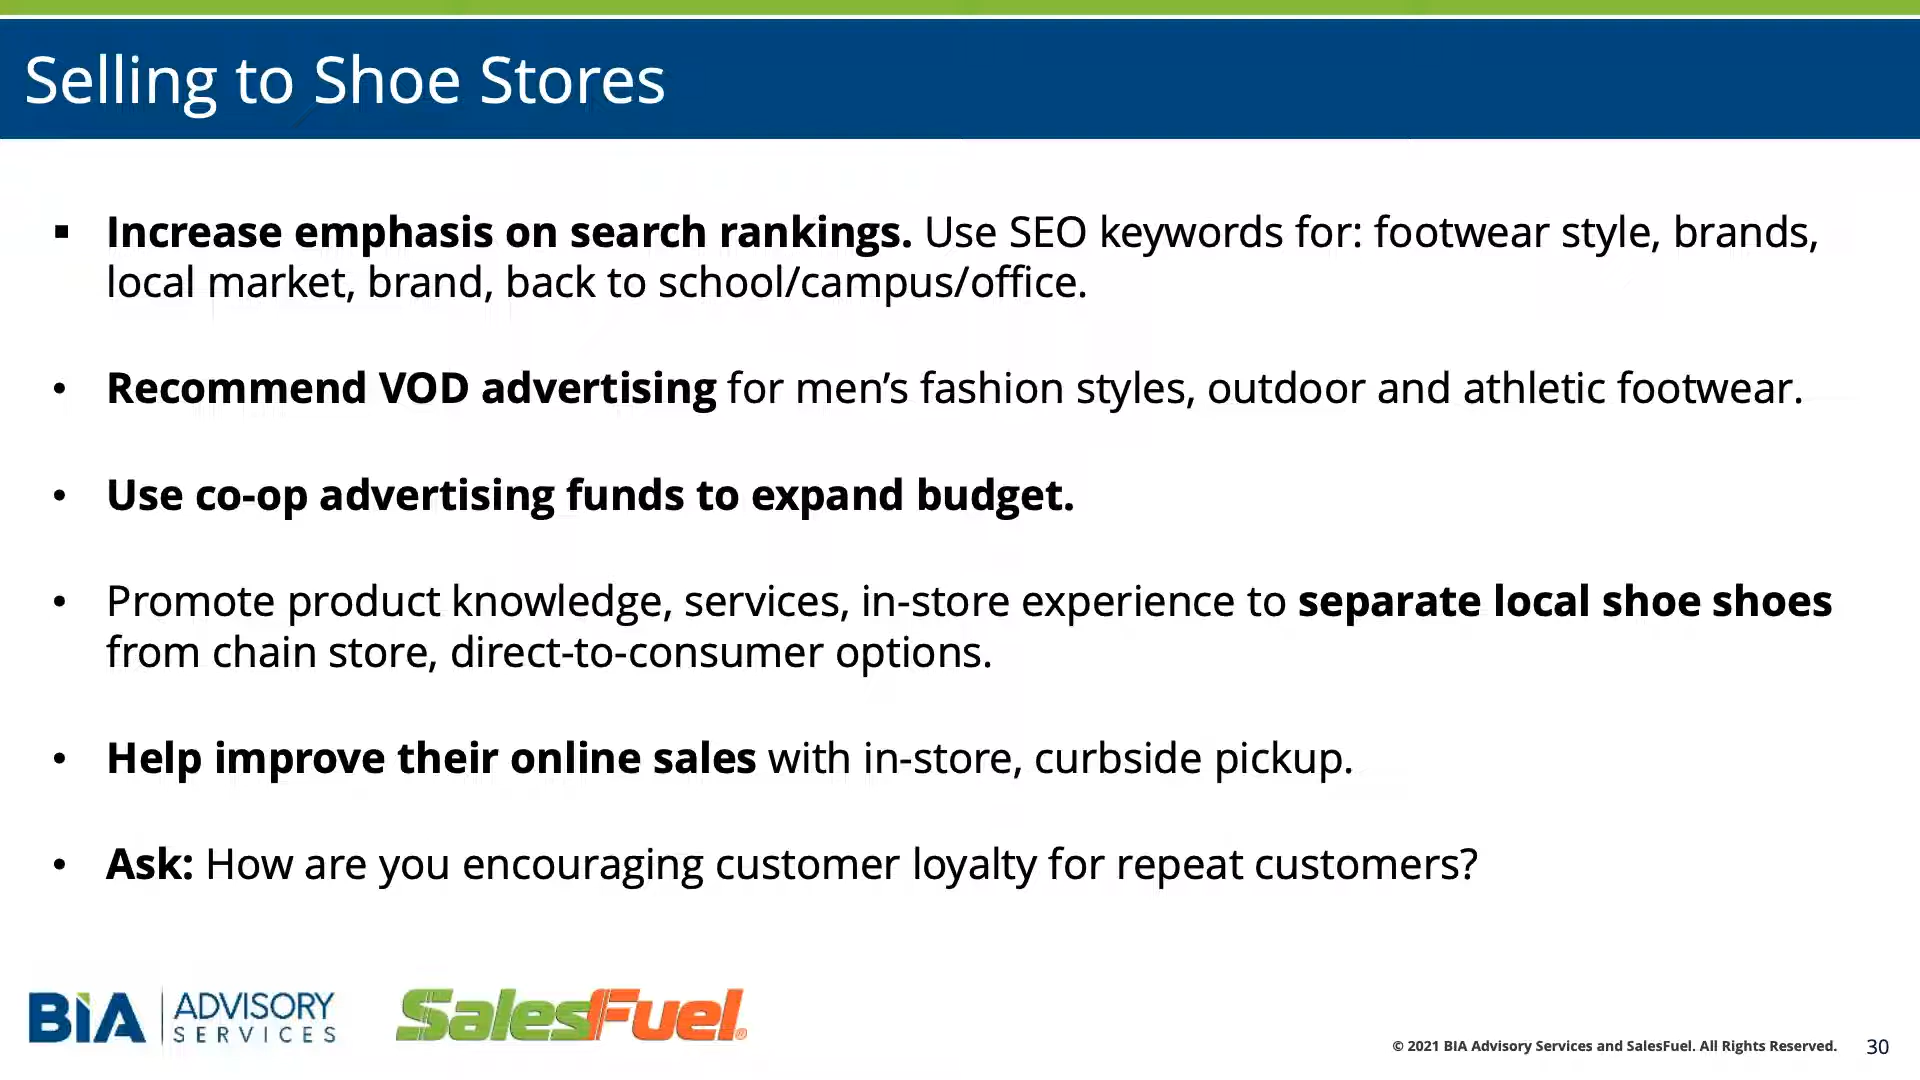 Selling to Shoe Stores
▪ Increase emphasis on search rankings. Use SEO keywords for: footwear style, brands,
local market, brand, back to school/campus/office.
• Recommend VOD advertising for men’s fashion styles, outdoor and athletic footwear.
• Use co-op advertising funds to expand budget.
• Promote product knowledge, services, in-store experience to separate local shoe shoes
from chain store, direct-to-consumer options.
• Help improve their online sales with in-store, curbside pickup.
• Ask: How are you encouraging customer loyalty for repeat customers?
BiA ADVISORY
SERVICES
SalesFuel®
© 2021 BIA Advisory Services and SalesFuel. All Rights Reserved.
30